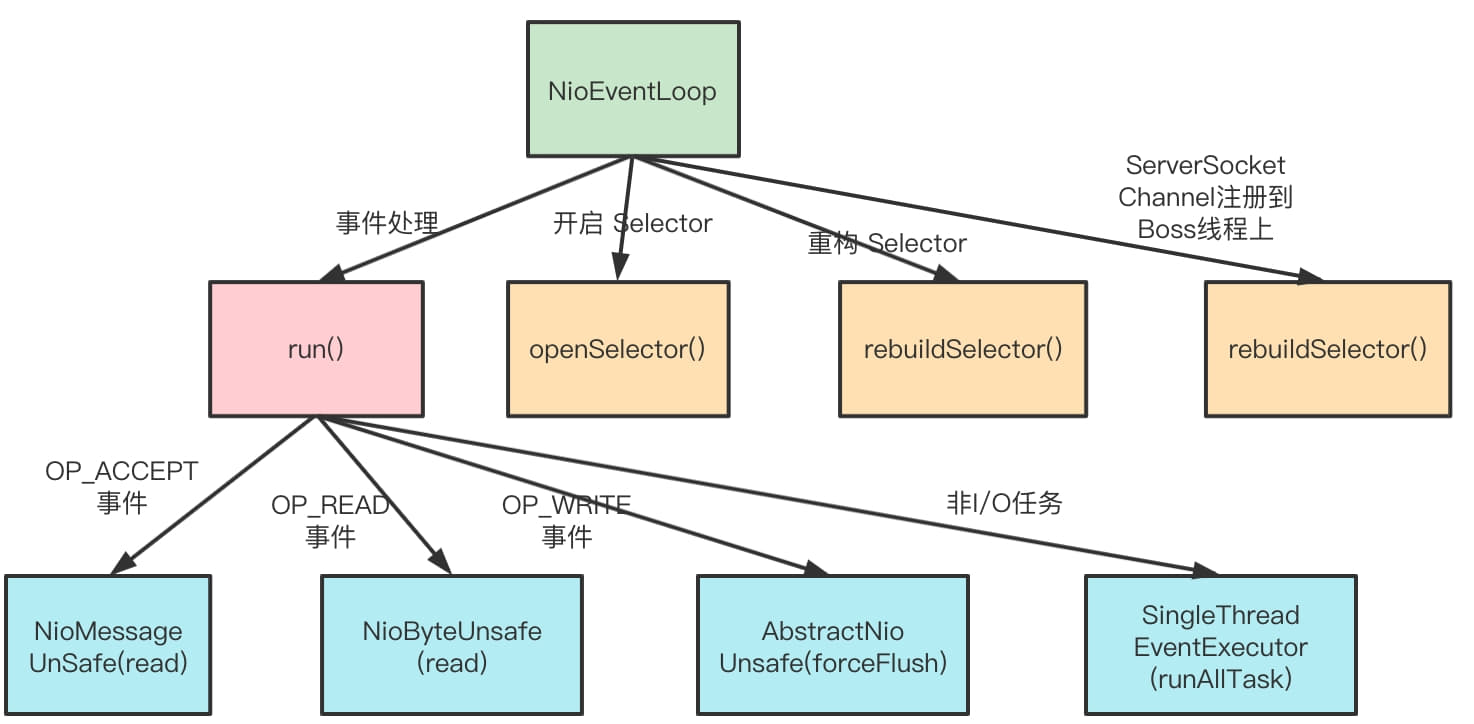 NioEventLoop
事件处理
开启 Selector
重构 Selector
ServerSocket
Channel注册到
Boss线程上
run()
openSelector()
rebuildSelector()
rebuildSelector()
OP_ACCEPT
事件
OP_READ
事件
OP_WRITE
事件
非I/O任务
NioMessage
UnSafe(read)
NioByteUnsafe
(read)
AbstractNio
Unsafe(forceFlush)
SingleThread
EventExecutor
(runAllTask)